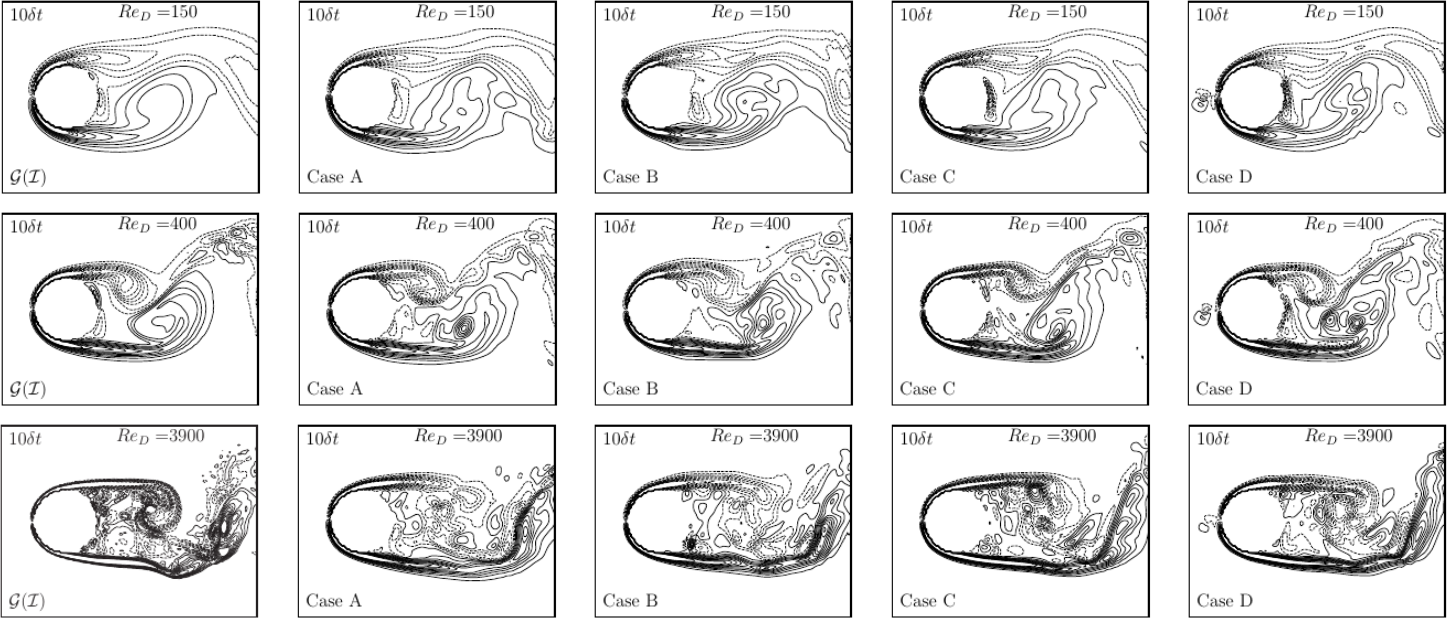 10δt Re_D =150 10δt Re_D =150 10δt Re_D =150 10δt Re_D =150 10δt Re_D =150
𝒢(ℐ) Case A Case B Case C Case D
10δt Re_D =400 10δt Re_D =400 10δt Re_D =400 10δt Re_D =400 10δt Re_D =400
𝒢(ℐ) Case A Case B Case C Case D
10δt Re_D =3900 10δt Re_D =3900 10δt Re_D =3900 10δt Re_D =3900 10δt Re_D =3900
𝒢(ℐ) Case A Case B Case C Case D